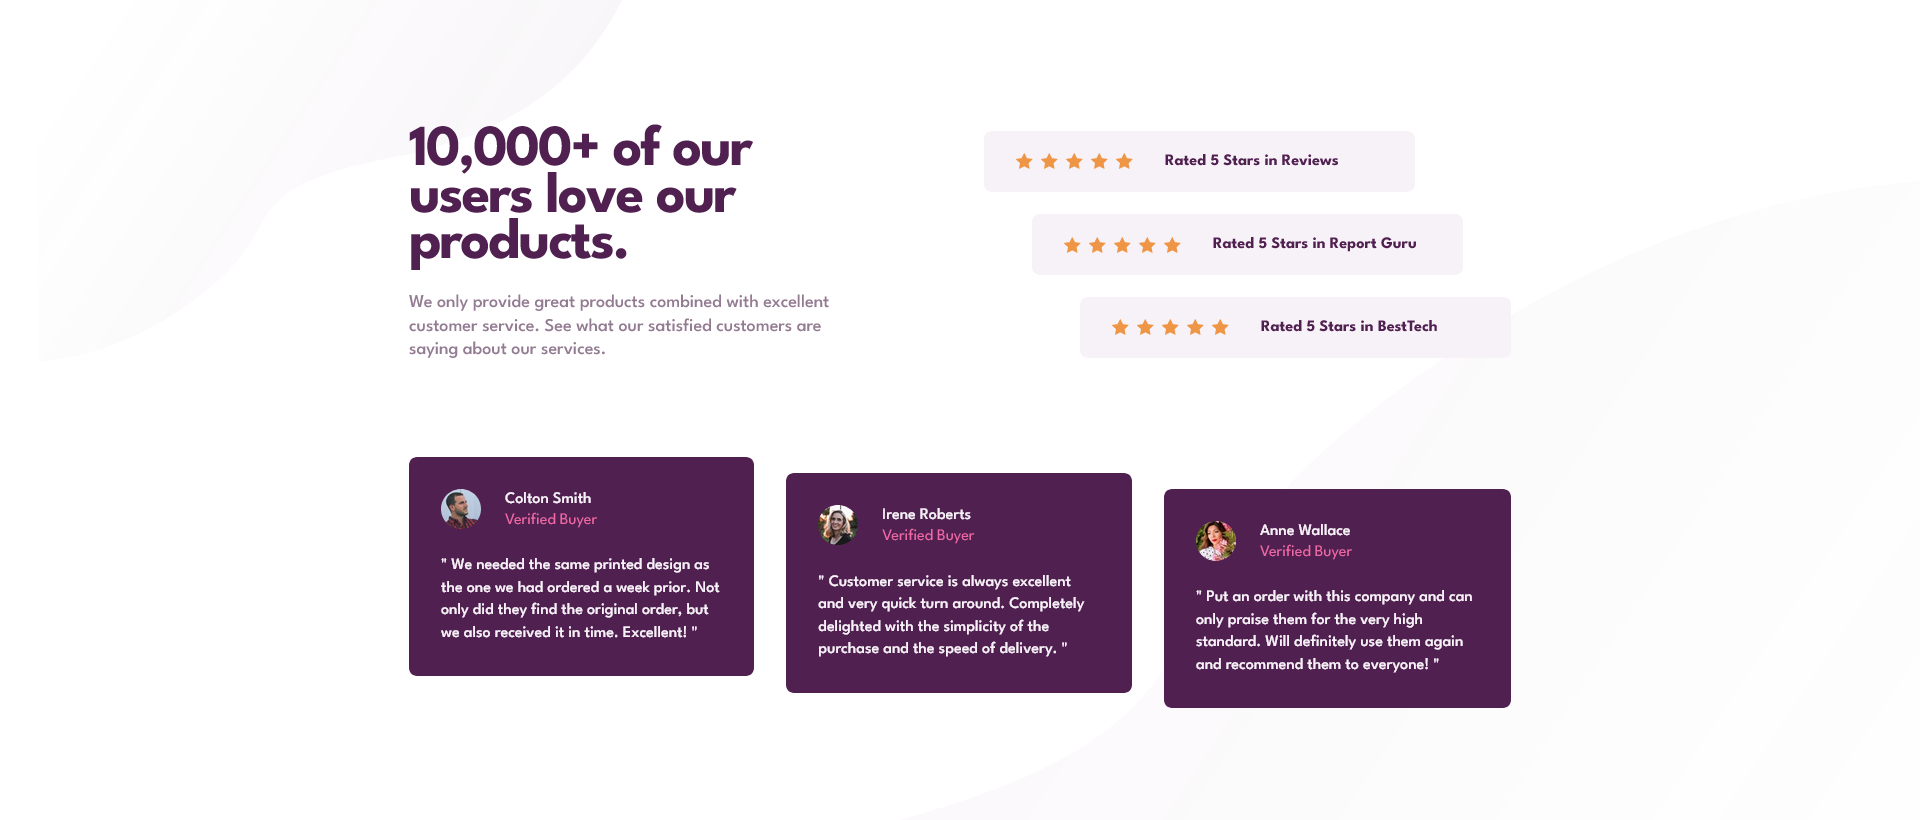 10,000+ of our
users love our
products.
We only provide great products combined with excellent
customer service. See what our satisfied customers are
saying about our services.
Rated 5 Stars in Reviews
Rated 5 Stars in Report Guru
Rated 5 Stars in BestTech
Colton Smith
Verified Buyer
" We needed the same printed design as
the one we had ordered a week prior. Not
only did they find the original order, but
we also received it in time. Excellent! "
Irene Roberts
Verified Buyer
" Customer service is always excellent
and very quick turn around. Completely
delighted with the simplicity of the
purchase and the speed of delivery. "
Anne Wallace
Verified Buyer
" Put an order with this company and can
only praise them for the very high
standard. Will definitely use them again
and recommend them to everyone! "